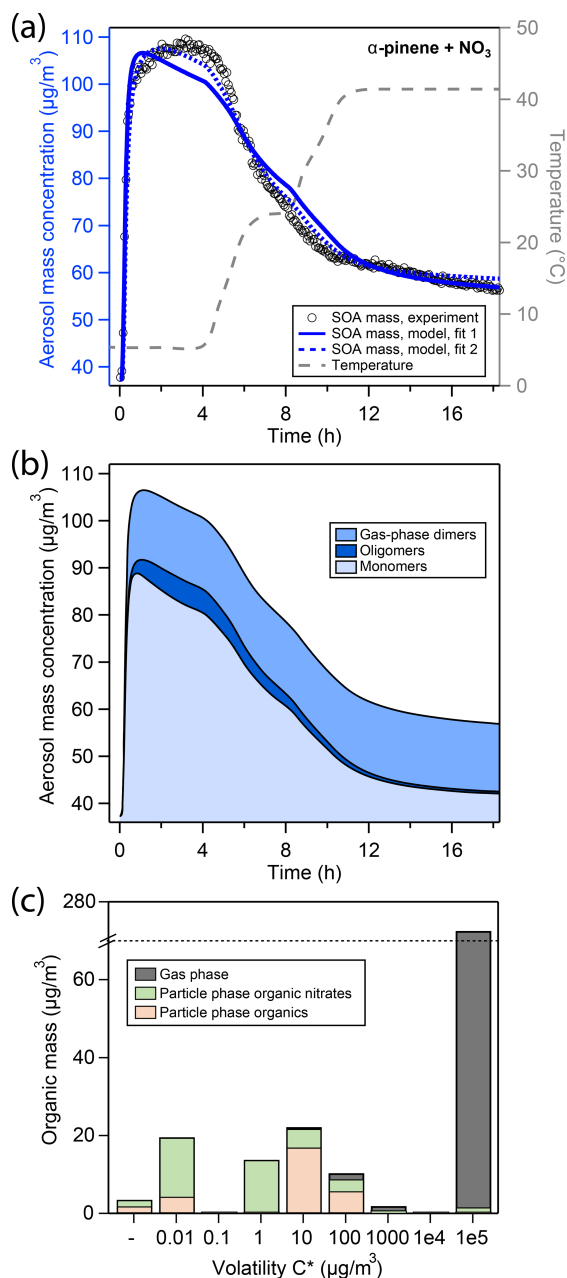 (a)
α-pinene + NO3
Aerosol mass concentration (µg/m³)
110
100
90
80
70
60
50
40
50
40
30
20
10
0
Temperature (°C)
SOA mass, experiment
SOA mass, model, fit 1
SOA mass, model, fit 2
Temperature
0 4 8 12 16
Time (h)
(b)
Aerosol mass concentration (µg/m³)
110
100
90
80
70
60
50
40
Gas-phase dimers
Oligomers
Monomers
0 4 8 12 16
Time (h)
(c)
Organic mass (µg/m³)
280
60
40
20
0
Gas phase
Particle phase organic nitrates
Particle phase organics
- 0.01 0.1 1 10 100 1000 1e4 1e5
Volatility C* (µg/m³)